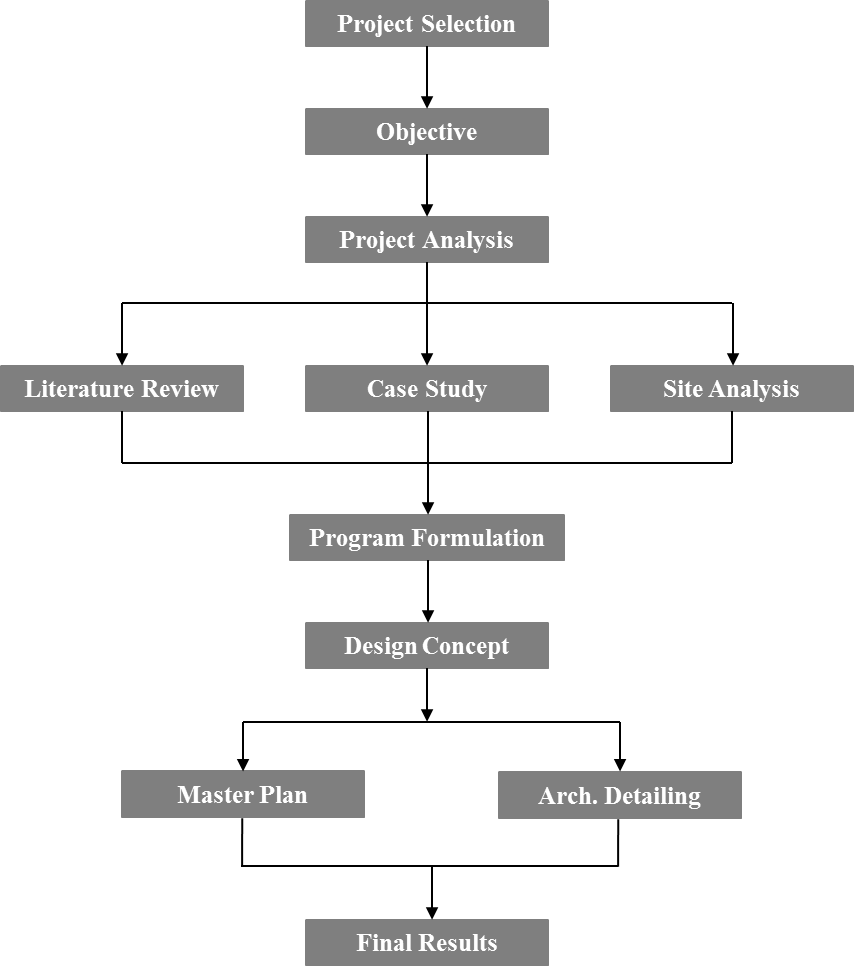 Project Selection
Objective
Project Analysis
Literature Review
Case Study
Site Analysis
Program Formulation
Design Concept
Master Plan
Arch. Detailing
Final Results